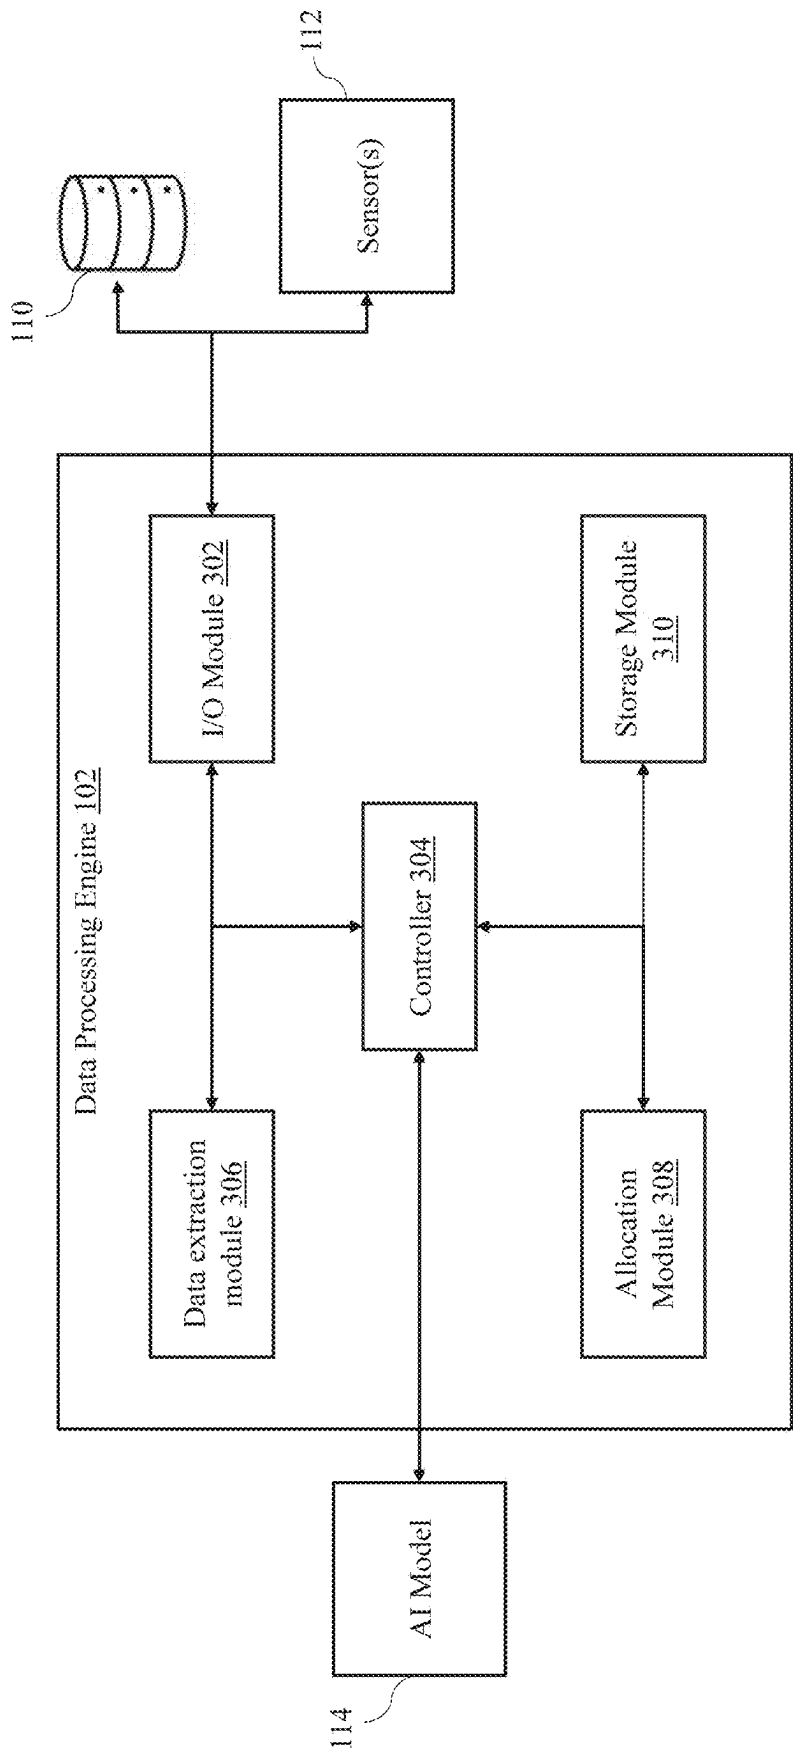 Data Processing Engine 102
Data extraction
module 306
I/O Module 302
110
112
Sensor(s)
AI Model
114
Controller 304
Allocation
Module 308
Storage Module
310